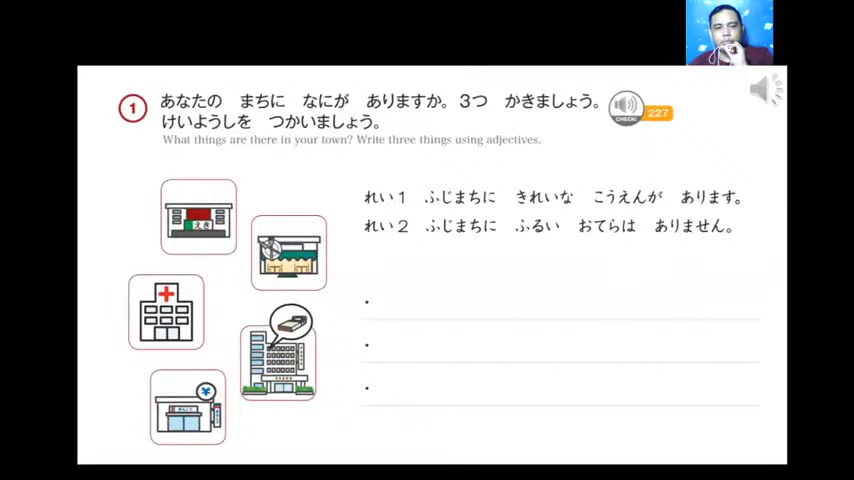 1
あなたの まちに なにが ありますか。 3つ かきましょう。
けいようしを つかいましょう。
CHECK!
227
What things are there in your town? Write three things using adjectives.
れい1 ふじまちに きれいな こうえんが あります。
れい2 ふじまちに ふるい おてらは ありません。
えき
¥